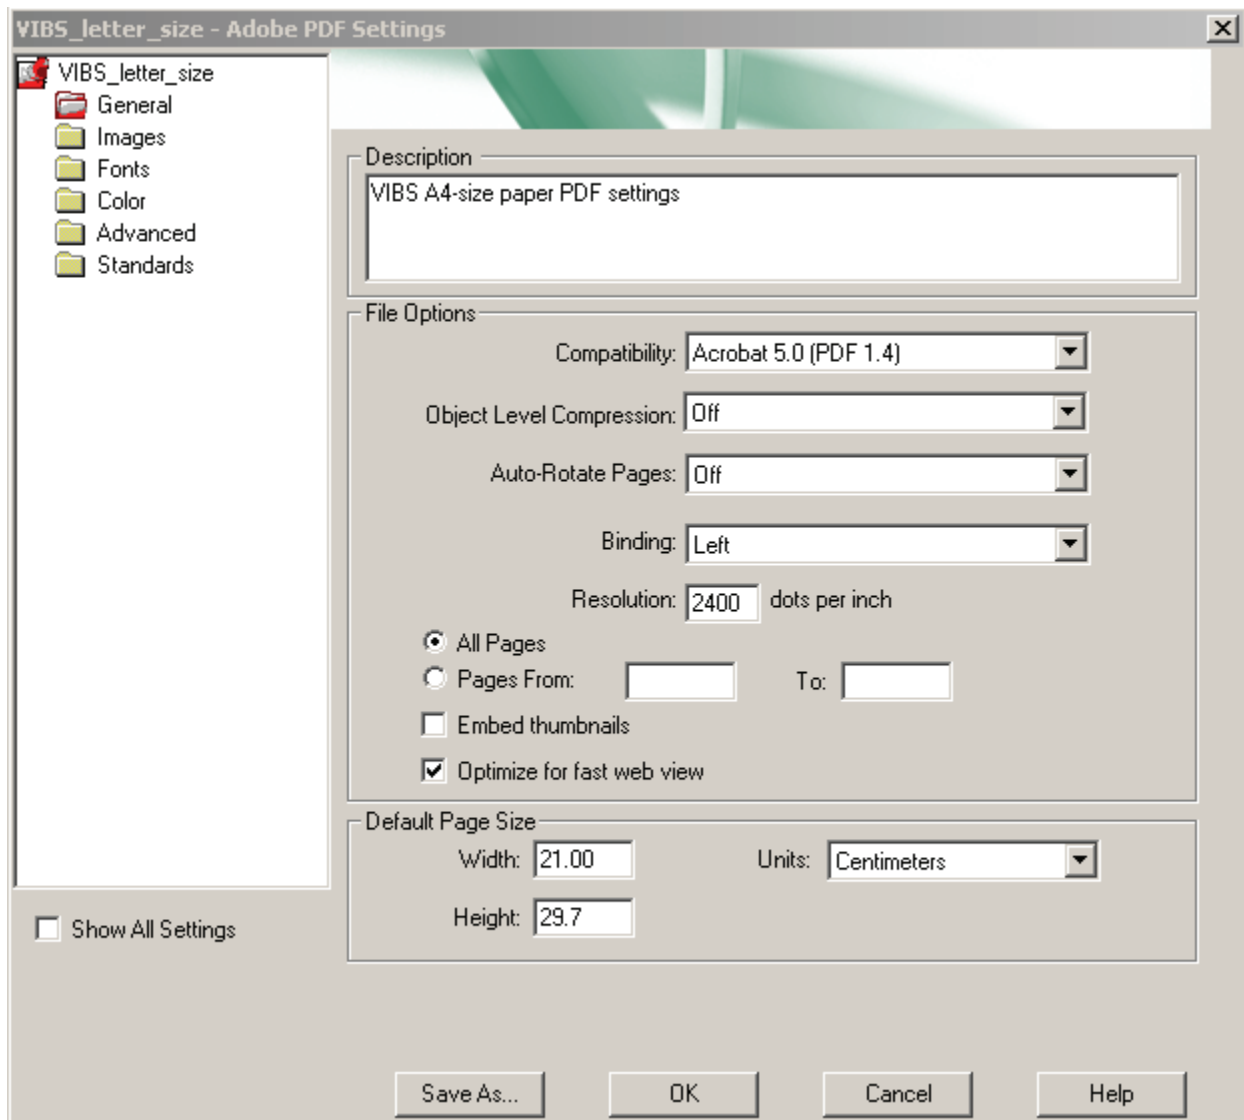 VIBS_letter_size - Adobe PDF Settings
VIBS_letter_size
General
Images
Fonts
Color
Advanced
Standards
Show All Settings
Description
VIBS A4-size paper PDF settings
File Options
Compatibility: Acrobat 5.0 (PDF 1.4)
Object Level Compression: Off
Auto-Rotate Pages: Off
Binding: Left
Resolution: 2400 dots per inch
All Pages
Pages From: To:
Embed thumbnails
Optimize for fast web view
Default Page Size
Width: 21.00 Units: Centimeters
Height: 29.7
Save As... OK Cancel Help